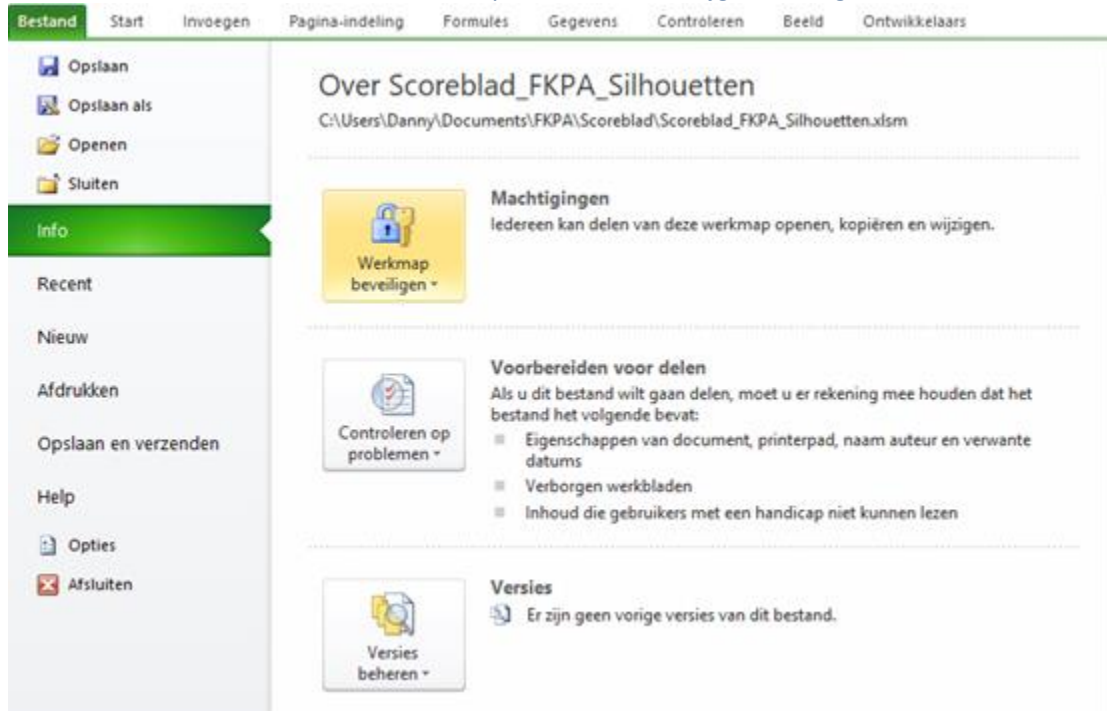 Bestand Start Invoegen Pagina-indeling Formules Gegevens Controleren Beeld Ontwikkelaars
Opslaan
Opslaan als
Openen
Sluiten
Info
Recent
Nieuw
Afdrukken
Opslaan en verzenden
Help
Opties
Afsluiten
Over Scoreblad_FKPA_Silhouetten
C:\Users\Danny\Documents\FKPA\Scoreblad\Scoreblad_FKPA_Silhouetten.xlsm
Werkmap
beveiligen
Machtigingen
Iedereen kan delen van deze werkmap openen, kopiëren en wijzigen.
Controleren op
problemen
Voorbereiden voor delen
Als u dit bestand wilt gaan delen, moet u er rekening mee houden dat het
bestand het volgende bevat:
Eigenschappen van document, printerpad, naam auteur en verwante
datums
Verborgen werkbladen
Inhoud die gebruikers met een handicap niet kunnen lezen
Versies
beheren
Versies
Er zijn geen vorige versies van dit bestand.